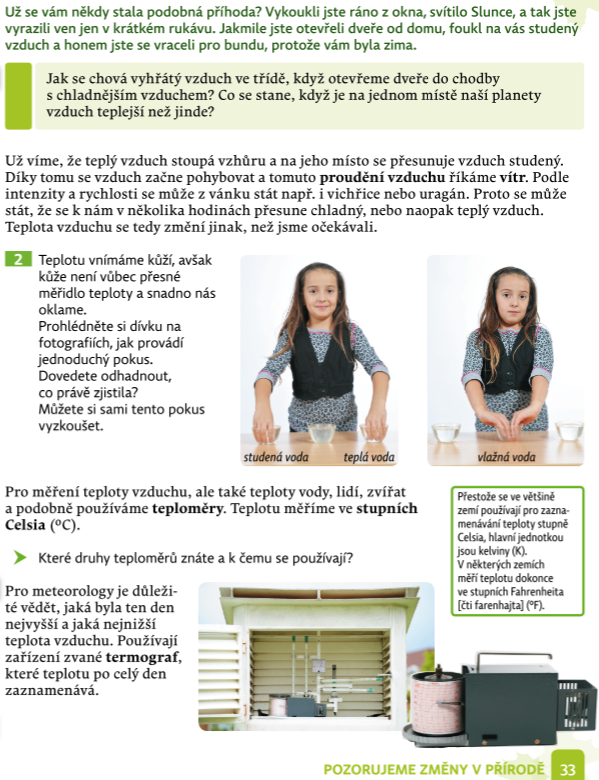 Už se vám někdy stala podobná příhoda? Vykoukli jste ráno z okna, svítilo Slunce, a tak jste
vyrazili ven jen v krátkém rukávu. Jakmile jste otevřeli dveře od domu, foukl na vás studený
vzduch a honem jste se vraceli pro bundu, protože vám byla zima.
Jak se chová vyhřátý vzduch ve třídě, když otevřeme dveře do chodby
s chladnějším vzduchem? Co se stane, když je na jednom místě naší planety
vzduch teplejší než jinde?
Už víme, že teplý vzduch stoupá vzhůru a na jeho místo se přesunuje vzduch studený.
Díky tomu se vzduch začne pohybovat a tomuto proudění vzduchu říkáme vítr. Podle
intenzity a rychlosti se může z vánku stát např. i vichřice nebo uragán. Proto se může
stát, že se k nám v několika hodinách přesune chladný, nebo naopak teplý vzduch.
Teplota vzduchu se tedy změní jinak, než jsme očekávali.
2 Teplotu vnímáme kůží, avšak
kůže není vůbec přesné
měřidlo teploty a snadno nás
oklame.
Prohlédněte si dívku na
fotografiích, jak provádí
jednoduchý pokus.
Dovedete odhadnout,
co právě zjistila?
Můžete si sami tento pokus
vyzkoušet.
studená voda
teplá voda
vlažná voda
Pro měření teploty vzduchu, ale také teploty vody, lidí, zvířat
a podobně používáme teploměry. Teplotu měříme ve stupních
Celsia (ºC).
Které druhy teploměrů znáte a k čemu se používají?
Přestože se ve většině
zemí používají pro zazna-
menávání teploty stupně
Celsia, hlavní jednotkou
jsou kelviny (K).
V některých zemích
měří teplotu dokonce
ve stupních Fahrenheita
[čti farenhajta] (ºF).
Pro meteorology je důleži-
té vědět, jaká byla ten den
nejvyšší a jaká nejnižší
teplota vzduchu. Používají
zařízení zvané termograf,
které teplotu po celý den
zaznamenává.
POZORUJEME ZMĚNY V PŘÍRODĚ 33